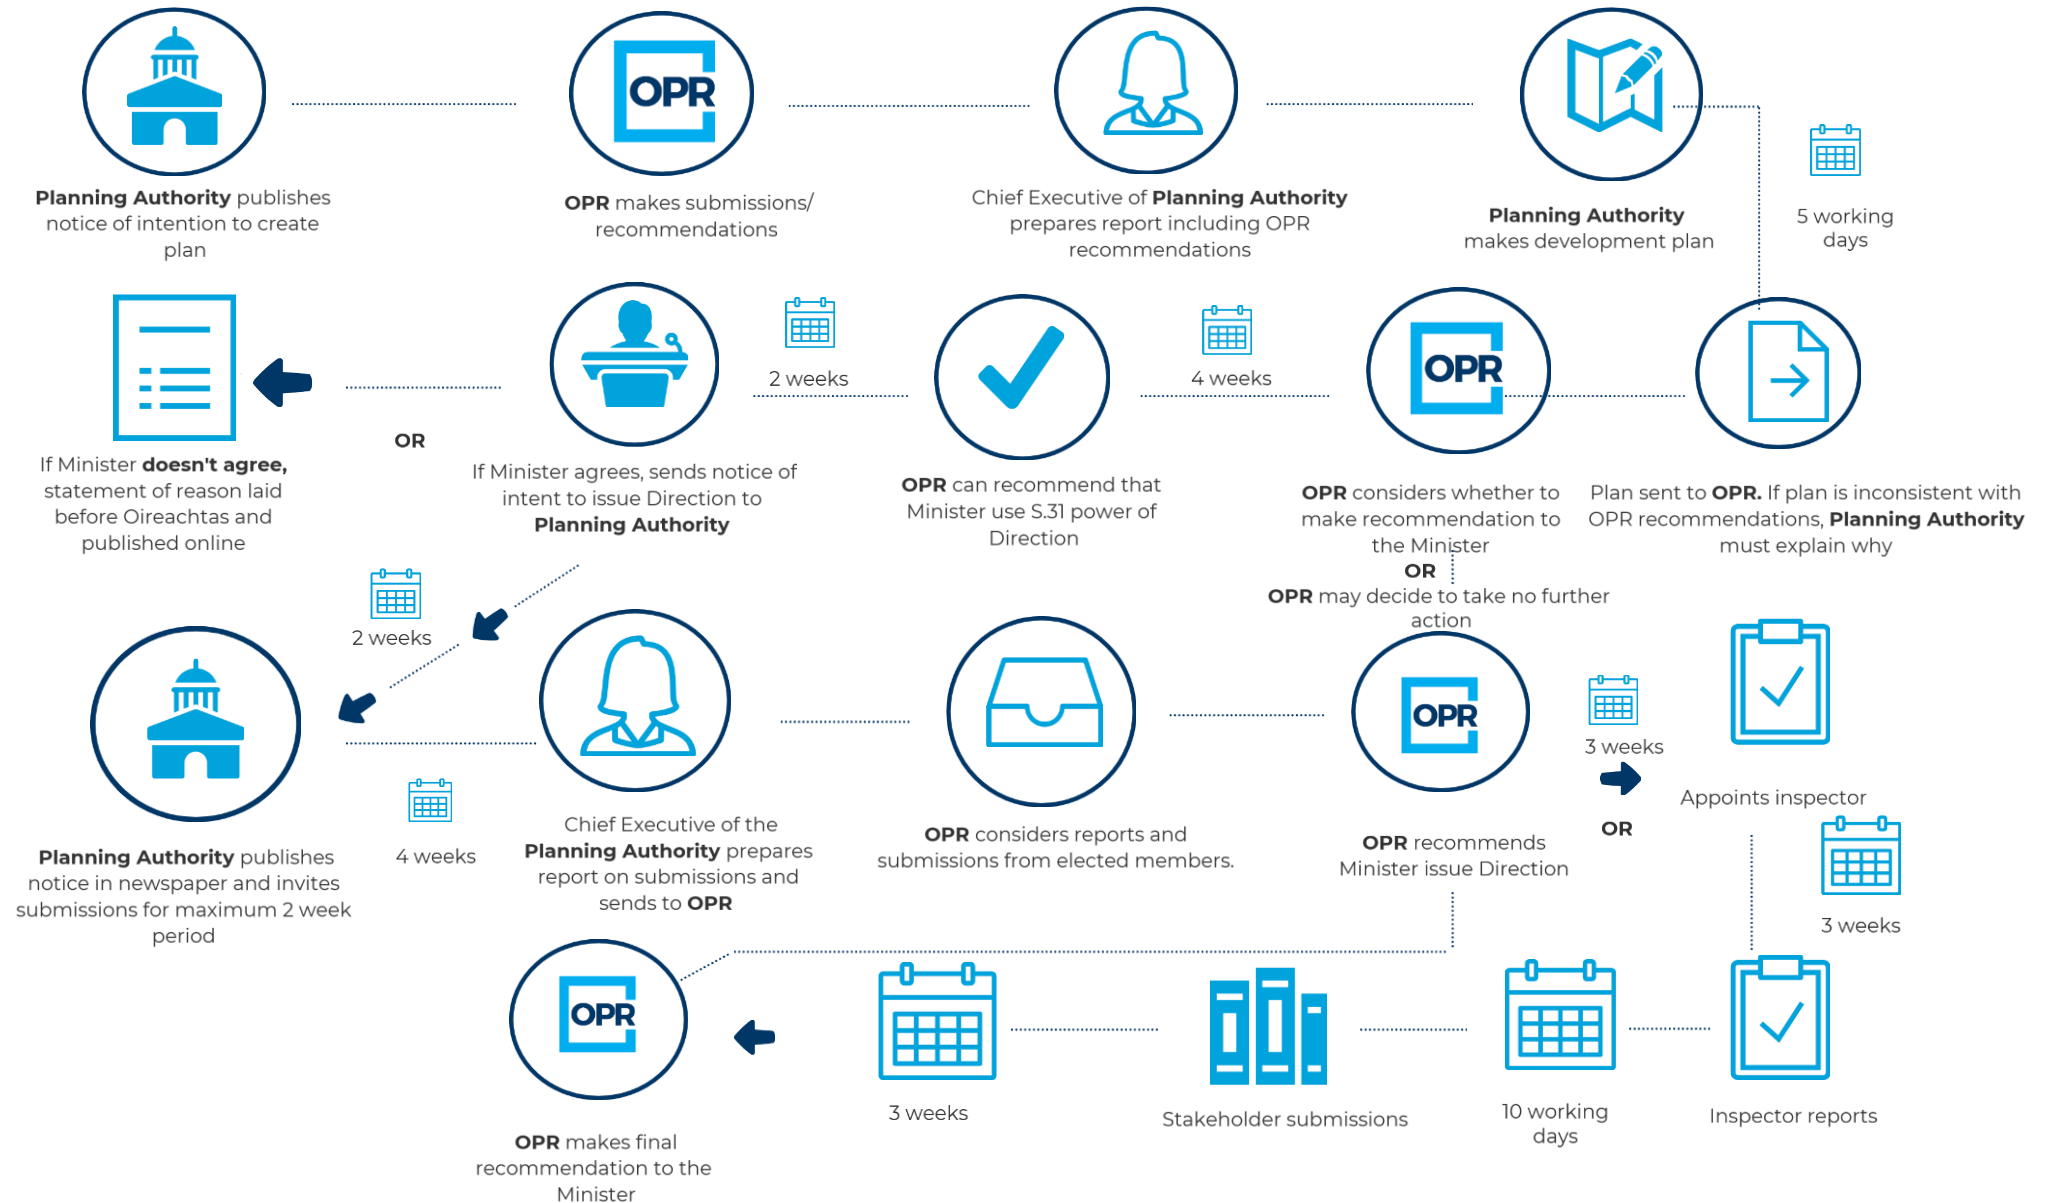 OPR
Planning Authority publishes
notice of intention to create
plan
OPR makes submissions/
recommendations
Chief Executive of Planning Authority
prepares report including OPR
recommendations
Planning Authority
makes development plan
5 working
days
If Minister doesn't agree,
statement of reason laid
before Oireachtas and
published online
OR
If Minister agrees, sends notice of
intent to issue Direction to
Planning Authority
2 weeks
OPR can recommend that
Minister use S.31 power of
Direction
4 weeks
OPR
OPR considers whether to
make recommendation to
the Minister
OR
OPR may decide to take no further
action
Plan sent to OPR. If plan is inconsistent with
OPR recommendations, Planning Authority
must explain why
2 weeks
Planning Authority publishes
notice in newspaper and invites
submissions for maximum 2 week
period
4 weeks
Chief Executive of the
Planning Authority prepares
report on submissions and
sends to OPR
OPR considers reports and
submissions from elected members.
OPR
OPR recommends
Minister issue Direction
3 weeks
OR
Appoints inspector
3 weeks
OPR
OPR makes final
recommendation to the
Minister
3 weeks
Stakeholder submissions
10 working
days
Inspector reports